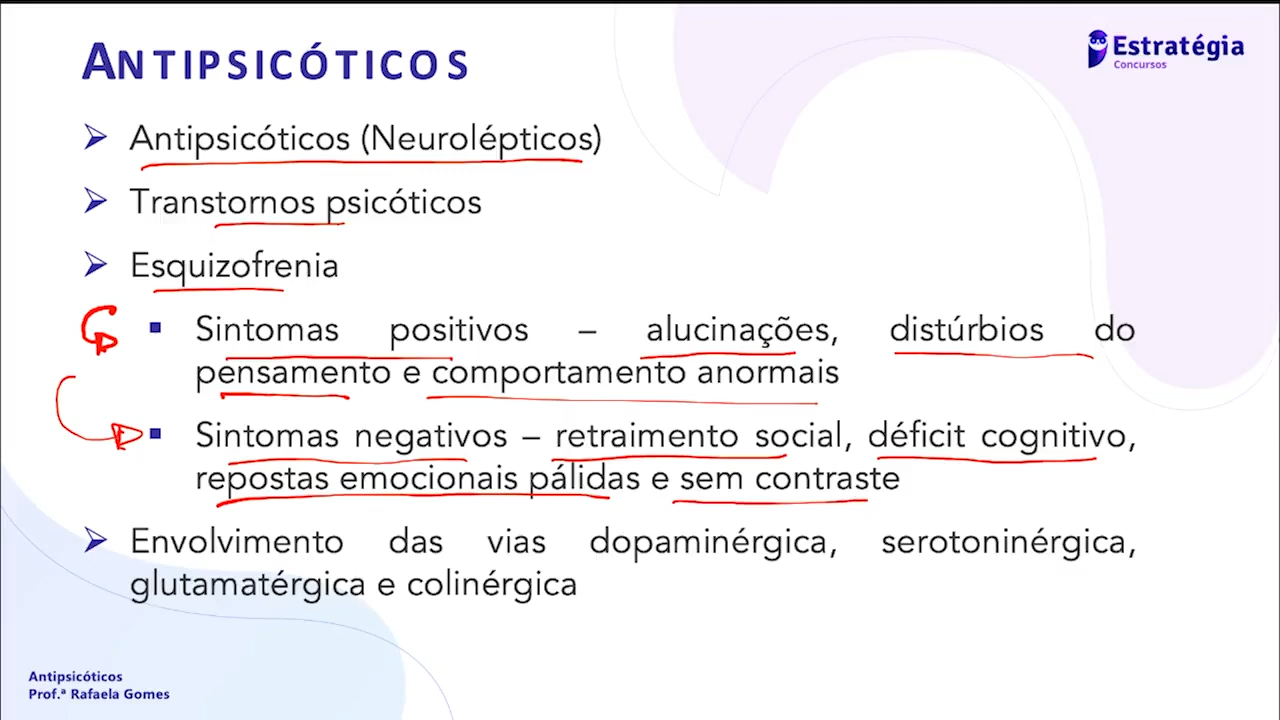 ANTIPSICÓTICOS
Estratégia
Concursos
Antipsicóticos (Neurolépticos)
Transtornos psicóticos
Esquizofrenia
Sintomas positivos – alucinações, distúrbios do
pensamento e comportamento anormais
Sintomas negativos – retraimento social, déficit cognitivo,
repostas emocionais pálidas e sem contraste
Envolvimento das vias dopaminérgica, serotoninérgica,
glutamatérgica e colinérgica
Antipsicóticos
Prof.ª Rafaela Gomes